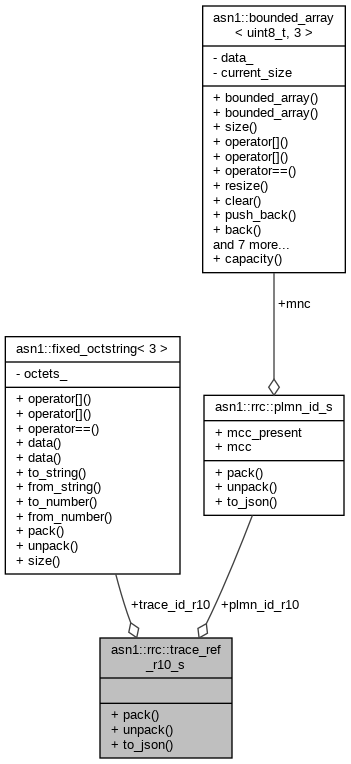 asn1::bounded_array
< uint8_t, 3 >
- data_
- current_size
+ bounded_array()
+ bounded_array()
+ size()
+ operator[]()
+ operator[]()
+ operator==()
+ resize()
+ clear()
+ push_back()
+ back()
and 7 more...
+ capacity()
+mnc
asn1::fixed_octstring< 3 >
- octets_
+ operator[]()
+ operator[]()
+ operator==()
+ data()
+ data()
+ to_string()
+ from_string()
+ to_number()
+ from_number()
+ pack()
+ unpack()
+ size()
asn1::rrc::plmn_id_s
+ mcc_present
+ mcc
+ pack()
+ unpack()
+ to_json()
+trace_id_r10
+plmn_id_r10
asn1::rrc::trace_ref
_r10_s
+ pack()
+ unpack()
+ to_json()